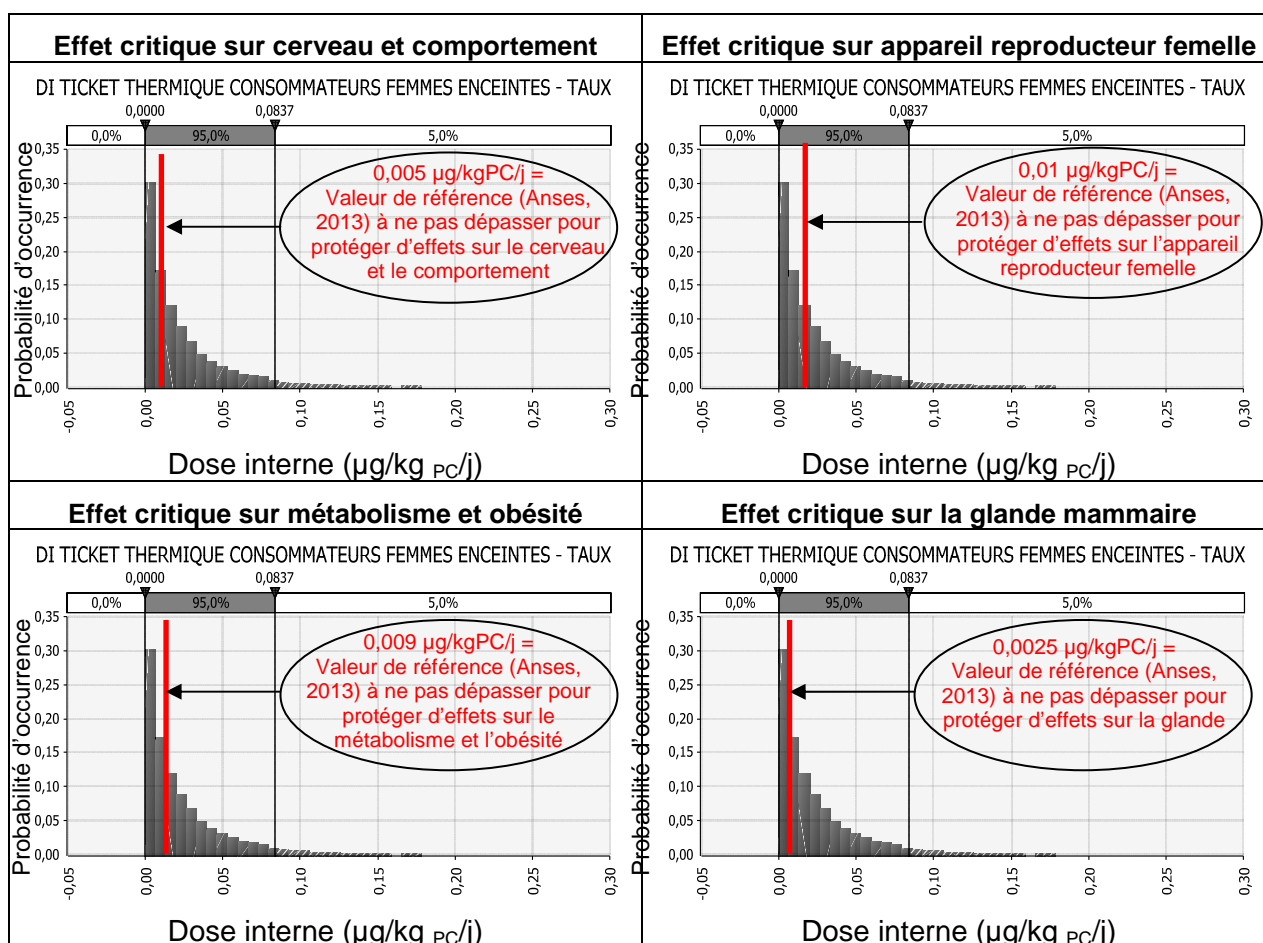 Effet critique sur cerveau et comportement
DI TICKET THERMIQUE CONSOMMATEURS FEMMES ENCEINTES - TAUX
0,0000 0,0837
0,0% 95,0% 5,0%
Probabilité d'occurrence
0,35
0,30
0,25
0,20
0,15
0,10
0,05
0,00
0,005 µg/kgPC/j =
Valeur de référence (Anses,
2013) à ne pas dépasser pour
protéger d'effets sur le cerveau
et le comportement
-0,05 0,00 0,05 0,10 0,15 0,20 0,25 0,30
Dose interne (µg/kg PC/j)
Effet critique sur appareil reproducteur femelle
DI TICKET THERMIQUE CONSOMMATEURS FEMMES ENCEINTES - TAUX
0,0000 0,0837
0,0% 95,0% 5,0%
Probabilité d'occurrence
0,35
0,30
0,25
0,20
0,15
0,10
0,05
0,00
0,01 µg/kgPC/j =
Valeur de référence (Anses,
2013) à ne pas dépasser pour
protéger d'effets sur l'appareil
reproducteur femelle
-0,05 0,00 0,05 0,10 0,15 0,20 0,25 0,30
Dose interne (µg/kg PC/j)
Effet critique sur métabolisme et obésité
DI TICKET THERMIQUE CONSOMMATEURS FEMMES ENCEINTES - TAUX
0,0000 0,0837
0,0% 95,0% 5,0%
Probabilité d'occurrence
0,35
0,30
0,25
0,20
0,15
0,10
0,05
0,00
0,009 µg/kgPC/j =
Valeur de référence (Anses,
2013) à ne pas dépasser pour
protéger d'effets sur le
métabolisme et l'obésité
-0,05 0,00 0,05 0,10 0,15 0,20 0,25 0,30
Dose interne (µg/kg PC/j)
Effet critique sur la glande mammaire
DI TICKET THERMIQUE CONSOMMATEURS FEMMES ENCEINTES - TAUX
0,0000 0,0837
0,0% 95,0% 5,0%
Probabilité d'occurrence
0,35
0,30
0,25
0,20
0,15
0,10
0,05
0,00
0,0025 µg/kgPC/j =
Valeur de référence (Anses,
2013) à ne pas dépasser pour
protéger d'effets sur la glande
-0,05 0,00 0,05 0,10 0,15 0,20 0,25 0,30
Dose interne (µg/kg PC/j)